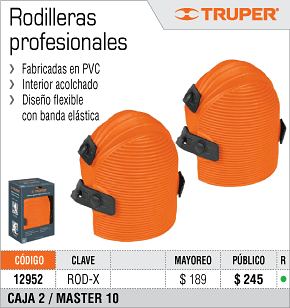 Rodilleras
profesionales
TRUPER
Fabricadas en PVC
Interior acolchado
Diseño flexible
con banda elástica
TRUPER
CÓDIGO CLAVE MAYOREO PÚBLICO R
12952 ROD-X $ 189 $ 245
CAJA 2 / MASTER 10